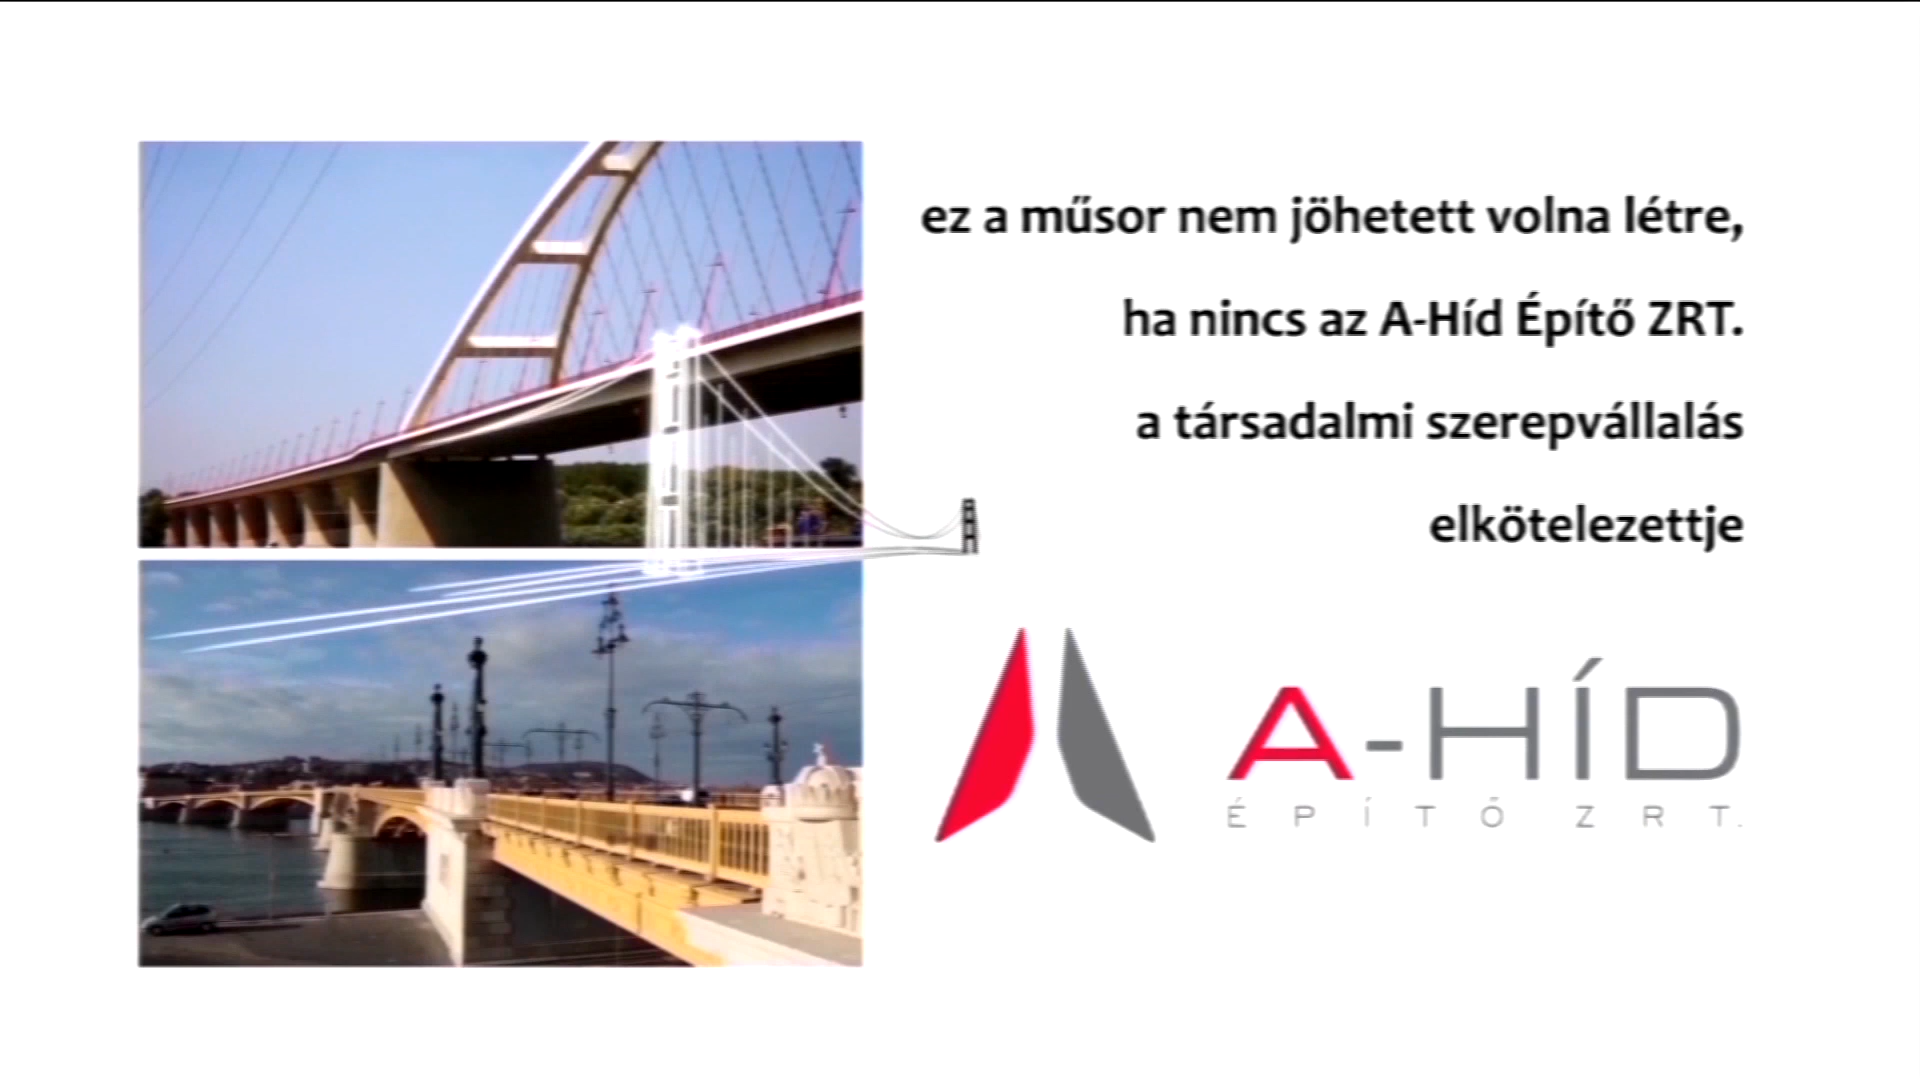 ez a műsor nem jöhetett volna létre,
ha nincs az A-Híd Építő ZRT.
a társadalmi szerepvállalás
elkötelezettje
A-HÍD
ÉPÍTŐ ZRT.